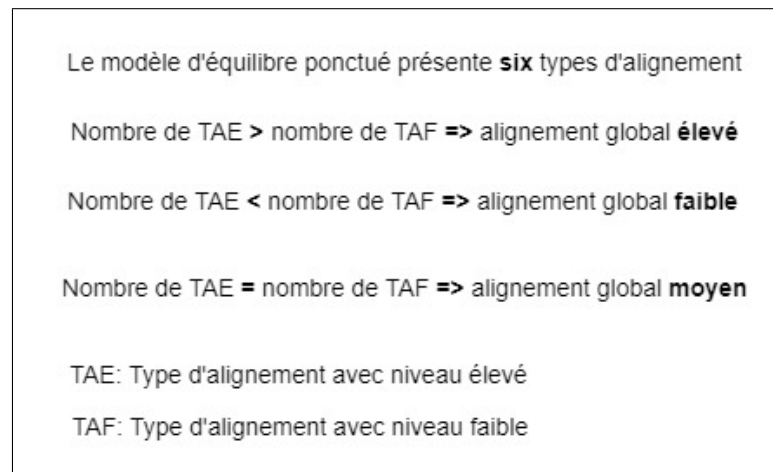 Le modèle d'équilibre ponctué présente six types d'alignement
Nombre de TAE > nombre de TAF => alignement global élevé
Nombre de TAE < nombre de TAF => alignement global faible
Nombre de TAE = nombre de TAF => alignement global moyen
TAE: Type d'alignement avec niveau élevé
TAF: Type d'alignement avec niveau faible